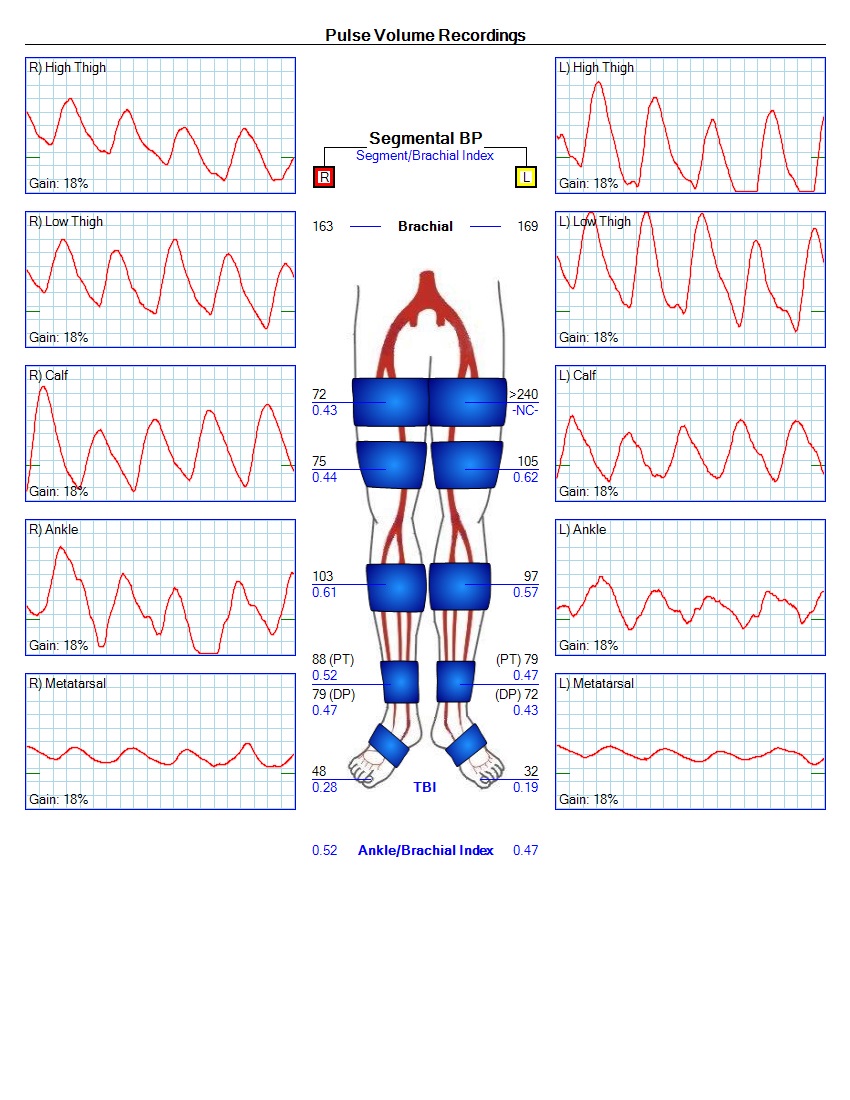 Pulse Volume Recordings
R) High Thigh
Gain: 18%
R) Low Thigh
Gain: 18%
R) Calf
Gain: 18%
R) Ankle
Gain: 18%
R) Metatarsal
Gain: 18%
Segmental BP
Segment/Brachial Index
R
L
163 Brachial 169
72
0.43
>240
-NC-
75
0.44
105
0.62
103
0.61
97
0.57
88 (PT)
0.52
79 (DP)
0.47
(PT) 79
0.47
(DP) 72
0.43
48
0.28
TBI
32
0.19
0.52 Ankle/Brachial Index 0.47
L) High Thigh
Gain: 18%
L) Low Thigh
Gain: 18%
L) Calf
Gain: 18%
L) Ankle
Gain: 18%
L) Metatarsal
Gain: 18%